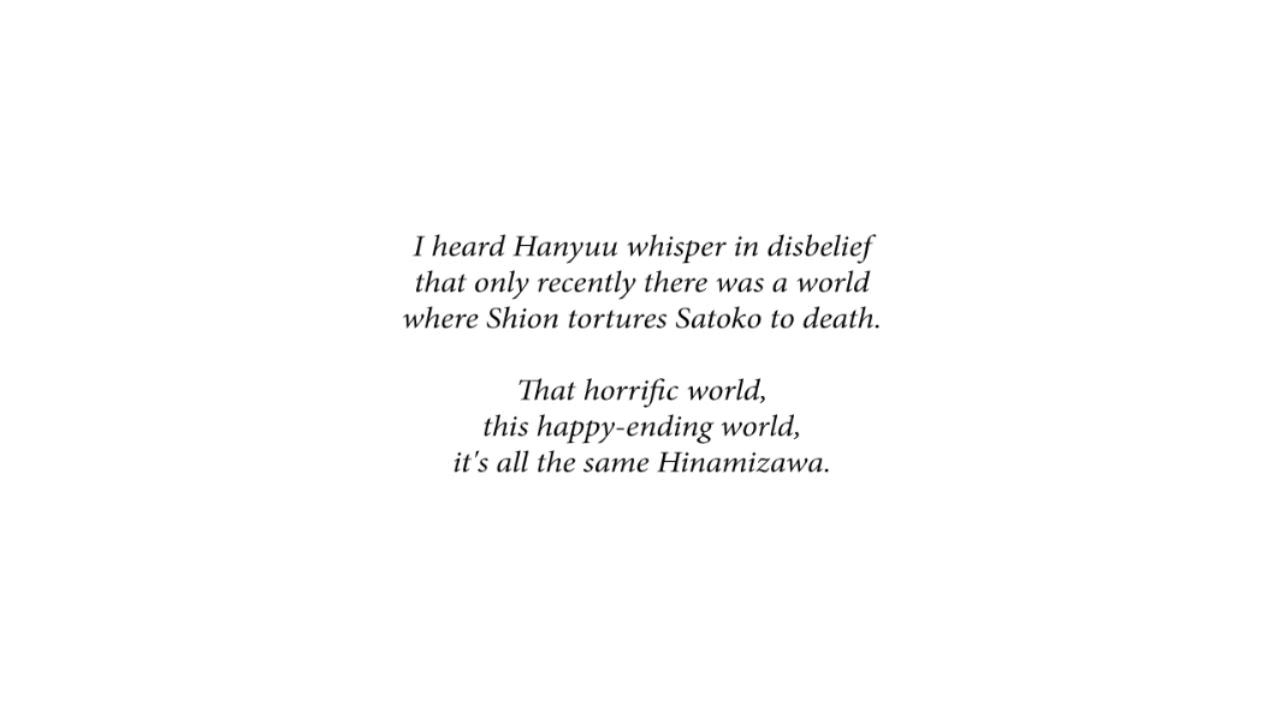 I heard Hanyuu whisper in disbelief
that only recently there was a world
where Shion tortures Satoko to death.
That horrific world,
this happy-ending world,
it's all the same Hinamizawa.